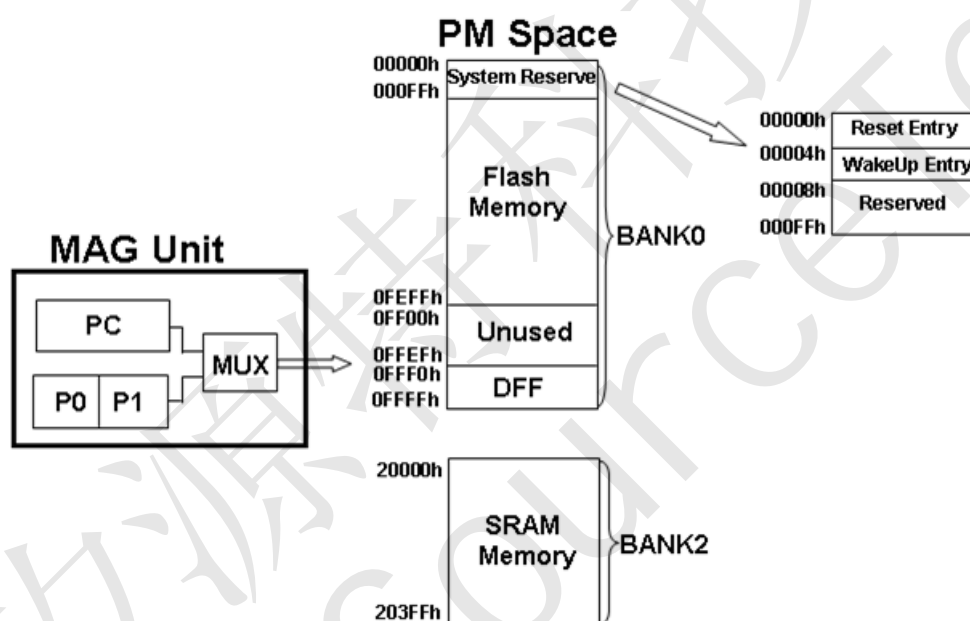 PM Space
00000h
System Reserve
000FFh
Flash
Memory
BANK0
0FEFFh
0FF00h
Unused
0FFEFh
0FFF0h
DFF
0FFFFh
00000h
Reset Entry
00004h
WakeUp Entry
00008h
Reserved
000FFh
MAG Unit
PC
MUX
P0 P1
20000h
SRAM
Memory
BANK2
203FFh